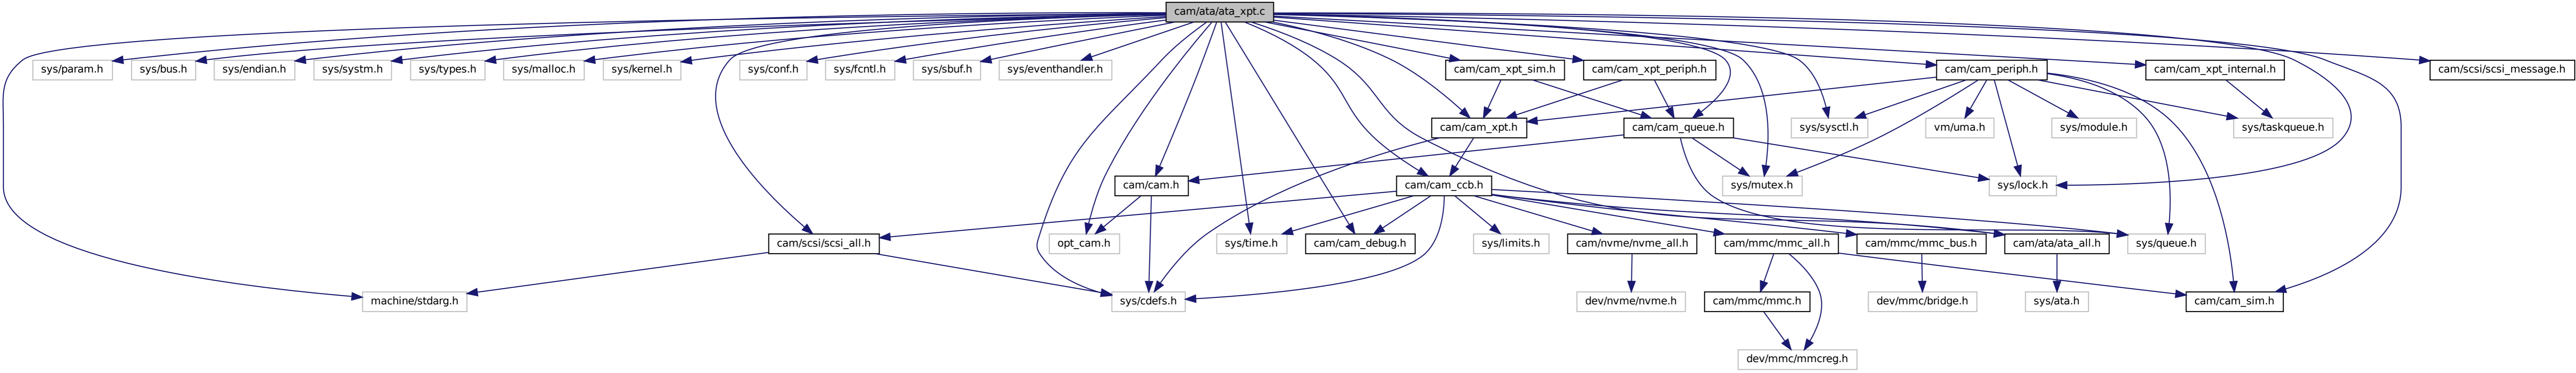 cam/ata/ata_xpt.c
sys/param.h
sys/bus.h
sys/endian.h
sys/systm.h
sys/types.h
sys/malloc.h
sys/kernel.h
sys/conf.h
sys/fcntl.h
sys/sbuf.h
sys/eventhandler.h
cam/cam_xpt_sim.h
cam/cam_xpt_periph.h
cam/cam_periph.h
cam/cam_xpt_internal.h
cam/scsi/scsi_message.h
cam/cam_xpt.h
cam/cam_queue.h
sys/sysctl.h
vm/uma.h
sys/module.h
sys/taskqueue.h
cam/cam.h
cam/cam_ccb.h
sys/mutex.h
sys/lock.h
cam/scsi/scsi_all.h
opt_cam.h
sys/time.h
cam/cam_debug.h
sys/limits.h
cam/nvme/nvme_all.h
cam/mmc/mmc_all.h
cam/mmc/mmc_bus.h
cam/ata/ata_all.h
sys/queue.h
machine/stdarg.h
sys/cdefs.h
dev/nvme/nvme.h
cam/mmc/mmc.h
dev/mmc/bridge.h
sys/ata.h
cam/cam_sim.h
dev/mmc/mmcreg.h